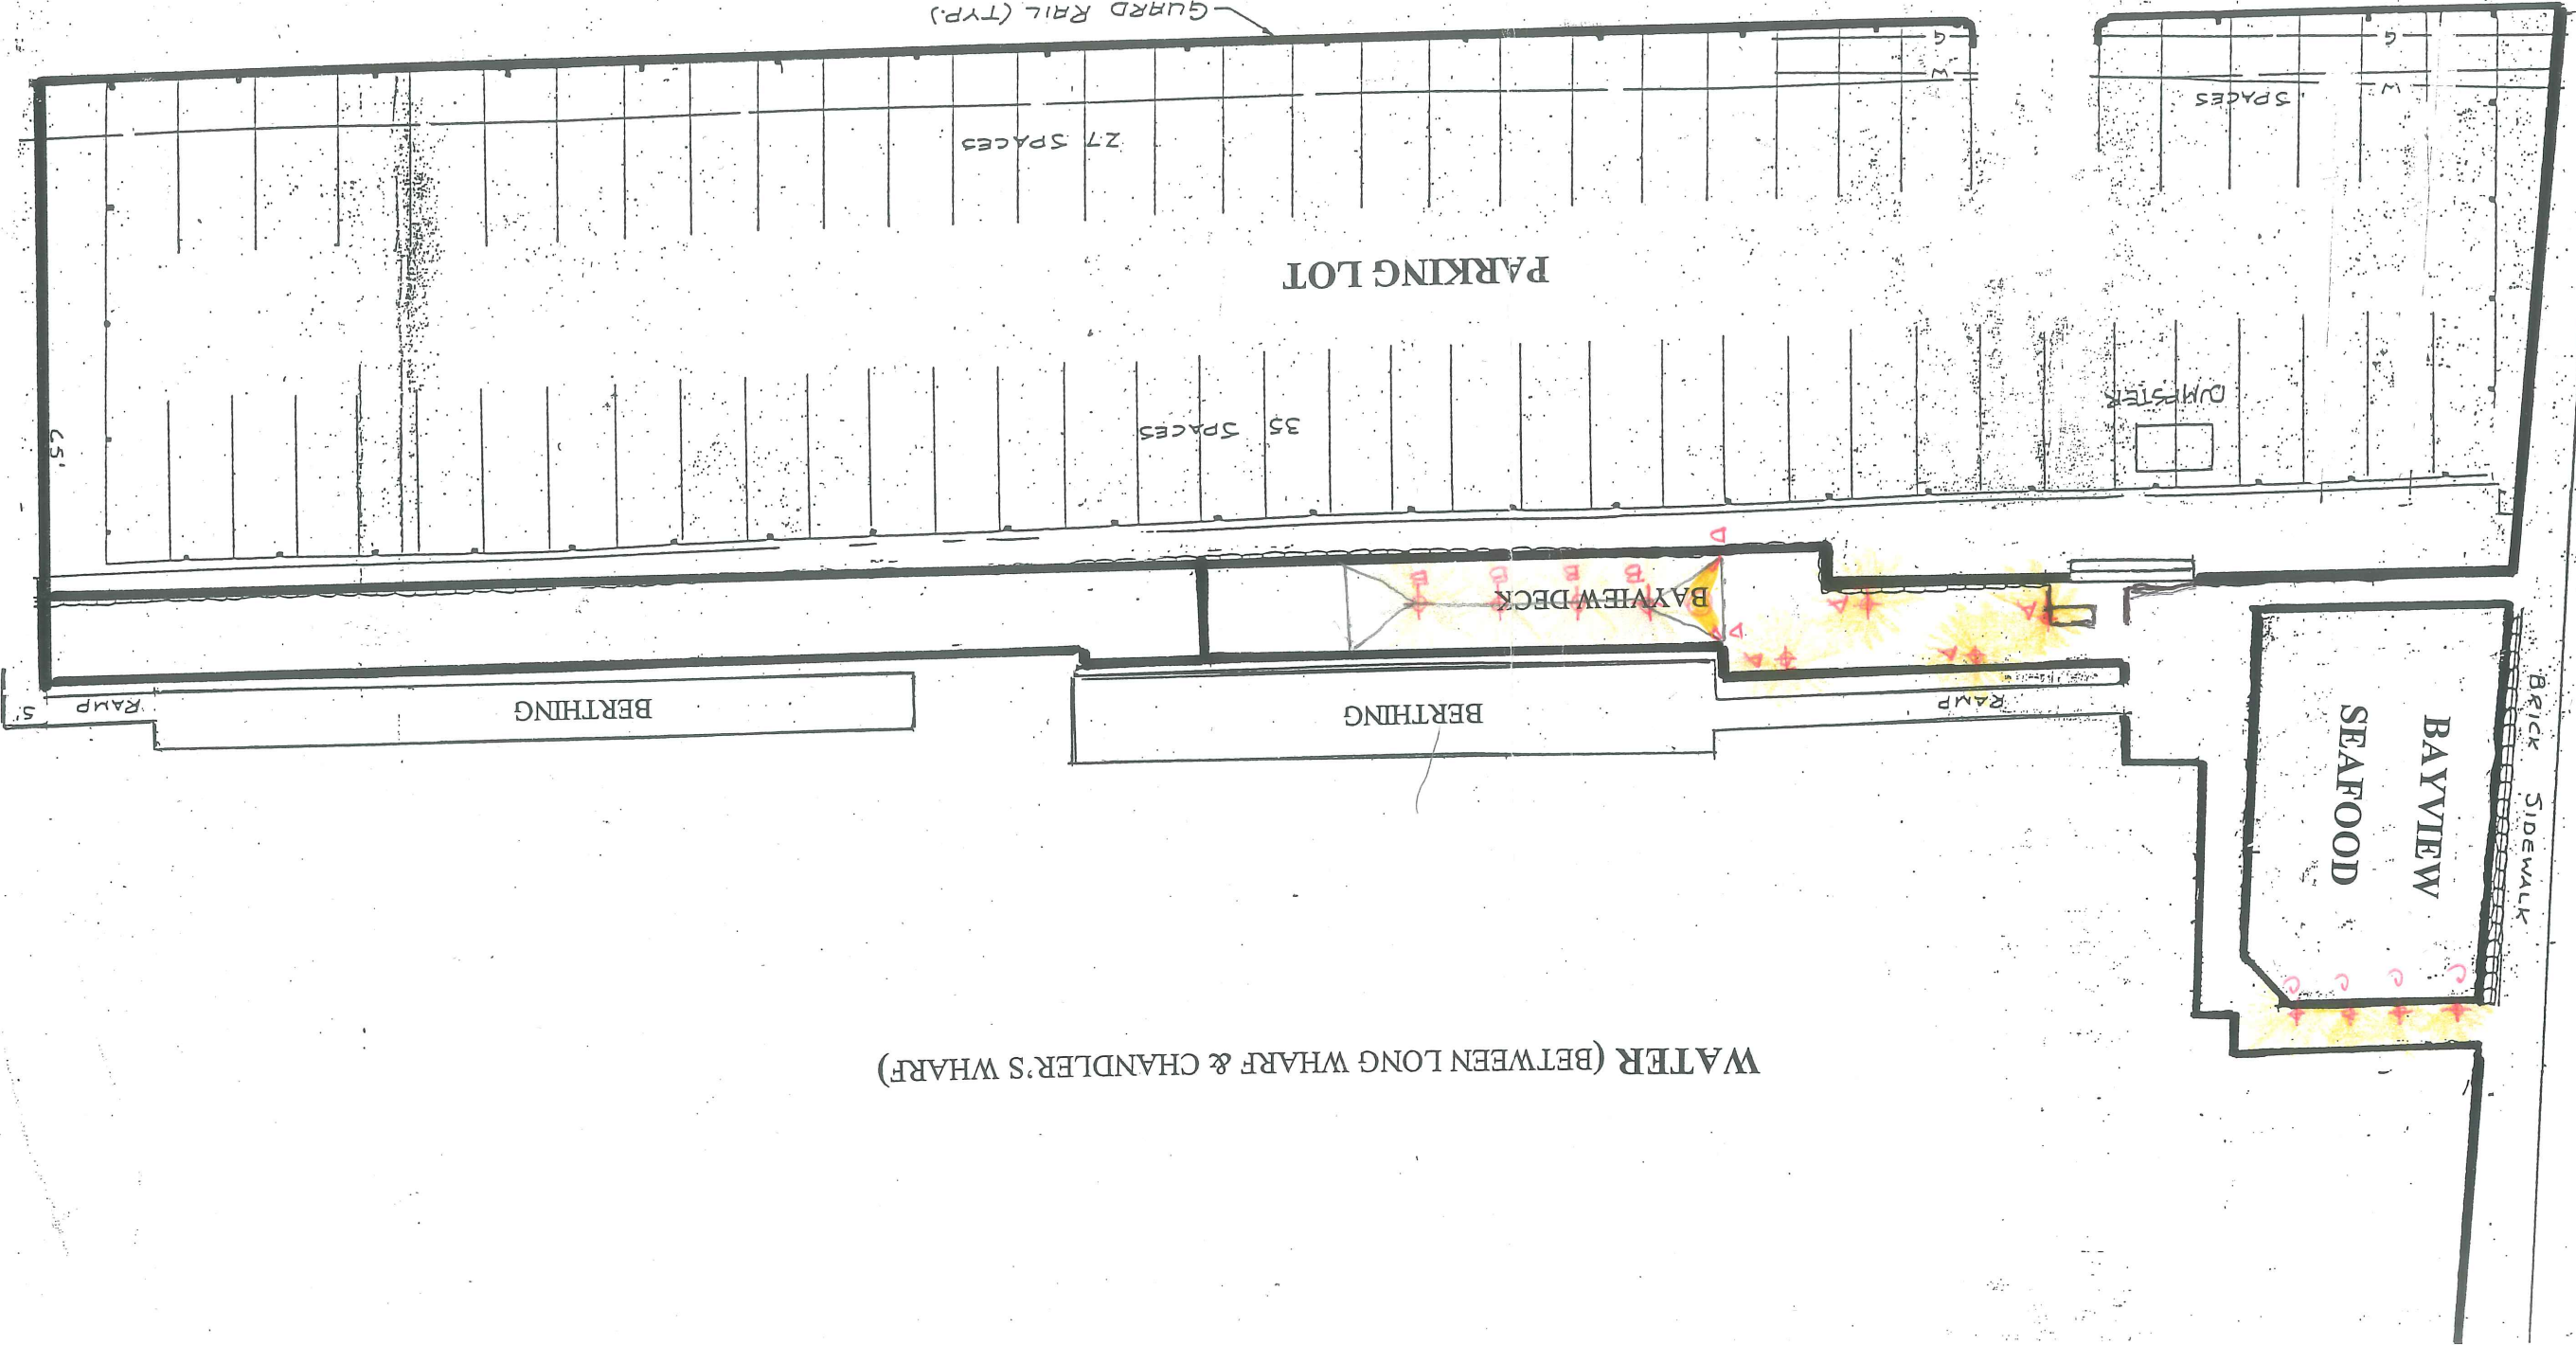 WATER (BETWEEN LONG WHARF & CHANDLER'S WHARF)
C C C C
BRICK SIDEWALK
BAYVIEW
SEAFOOD
RAMP
BERTHING
BERTHING
RAMP
5'
A A
D
A A
BAYVIEW DECK
B B B B
D
DUMPSTER
35 SPACES
65'
PARKING LOT
SPACES
27 SPACES
W
W
G
G
GUARD RAIL (TYP.)